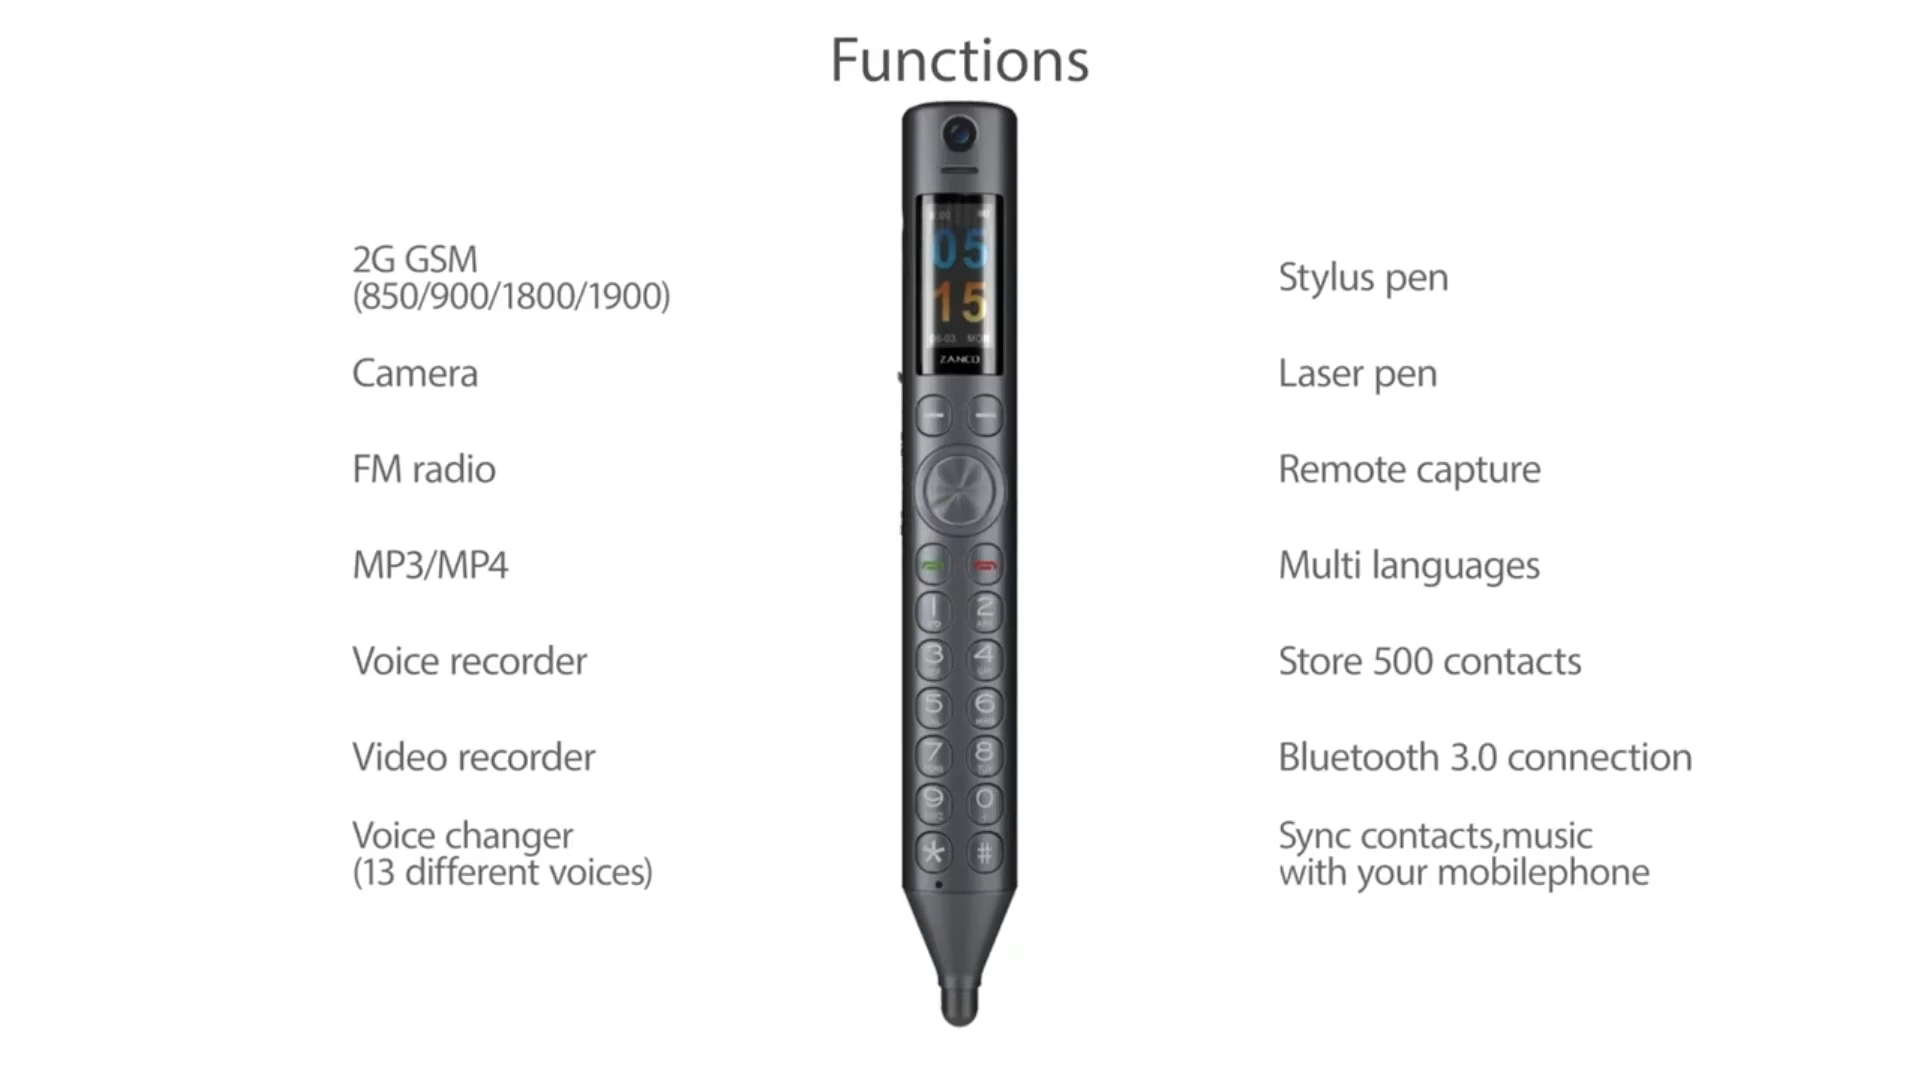 Functions
2G GSM
(850/900/1800/1900)
Camera
FM radio
MP3/MP4
Voice recorder
Video recorder
Voice changer
(13 different voices)
05
15
MON
ZANCO
1
2
3
4
5
6
7
8
9
0
*
#
Stylus pen
Laser pen
Remote capture
Multi languages
Store 500 contacts
Bluetooth 3.0 connection
Sync contacts,music
with your mobilephone